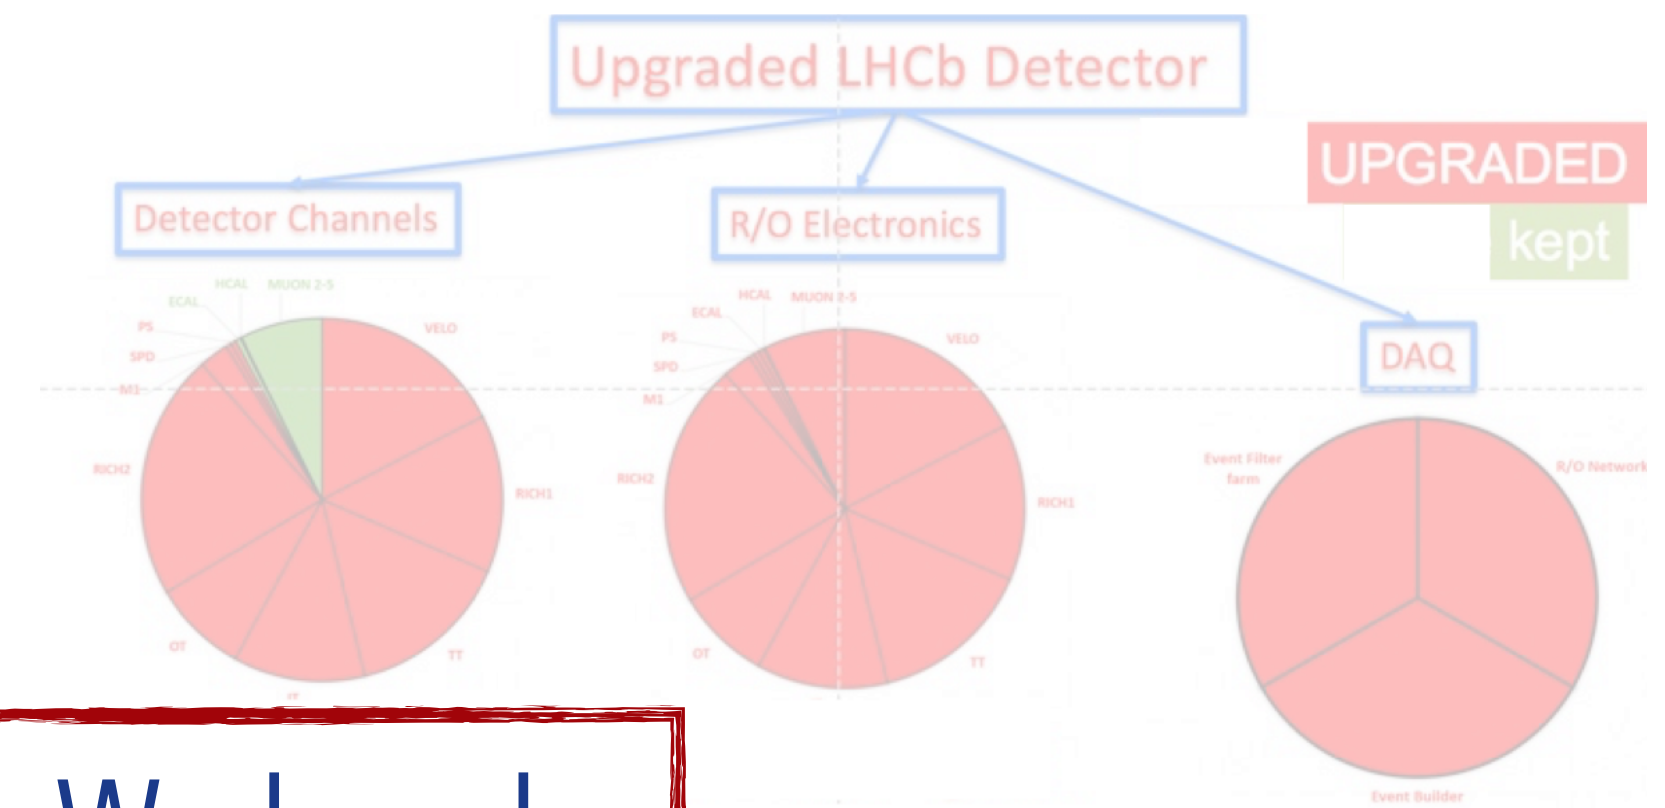 Upgraded LHCb Detector
UPGRADED
kept
Detector Channels
R/O Electronics
DAQ
HCAL MUON 2-5
ECAL
PS
SPD
M1
VELO
RICH2
RICH1
OT
TT
IT
HCAL MUON 2-5
ECAL
PS
SPD
M1
VELO
RICH2
RICH1
OT
TT
Event Filter
farm
R/O Network
Event Builder